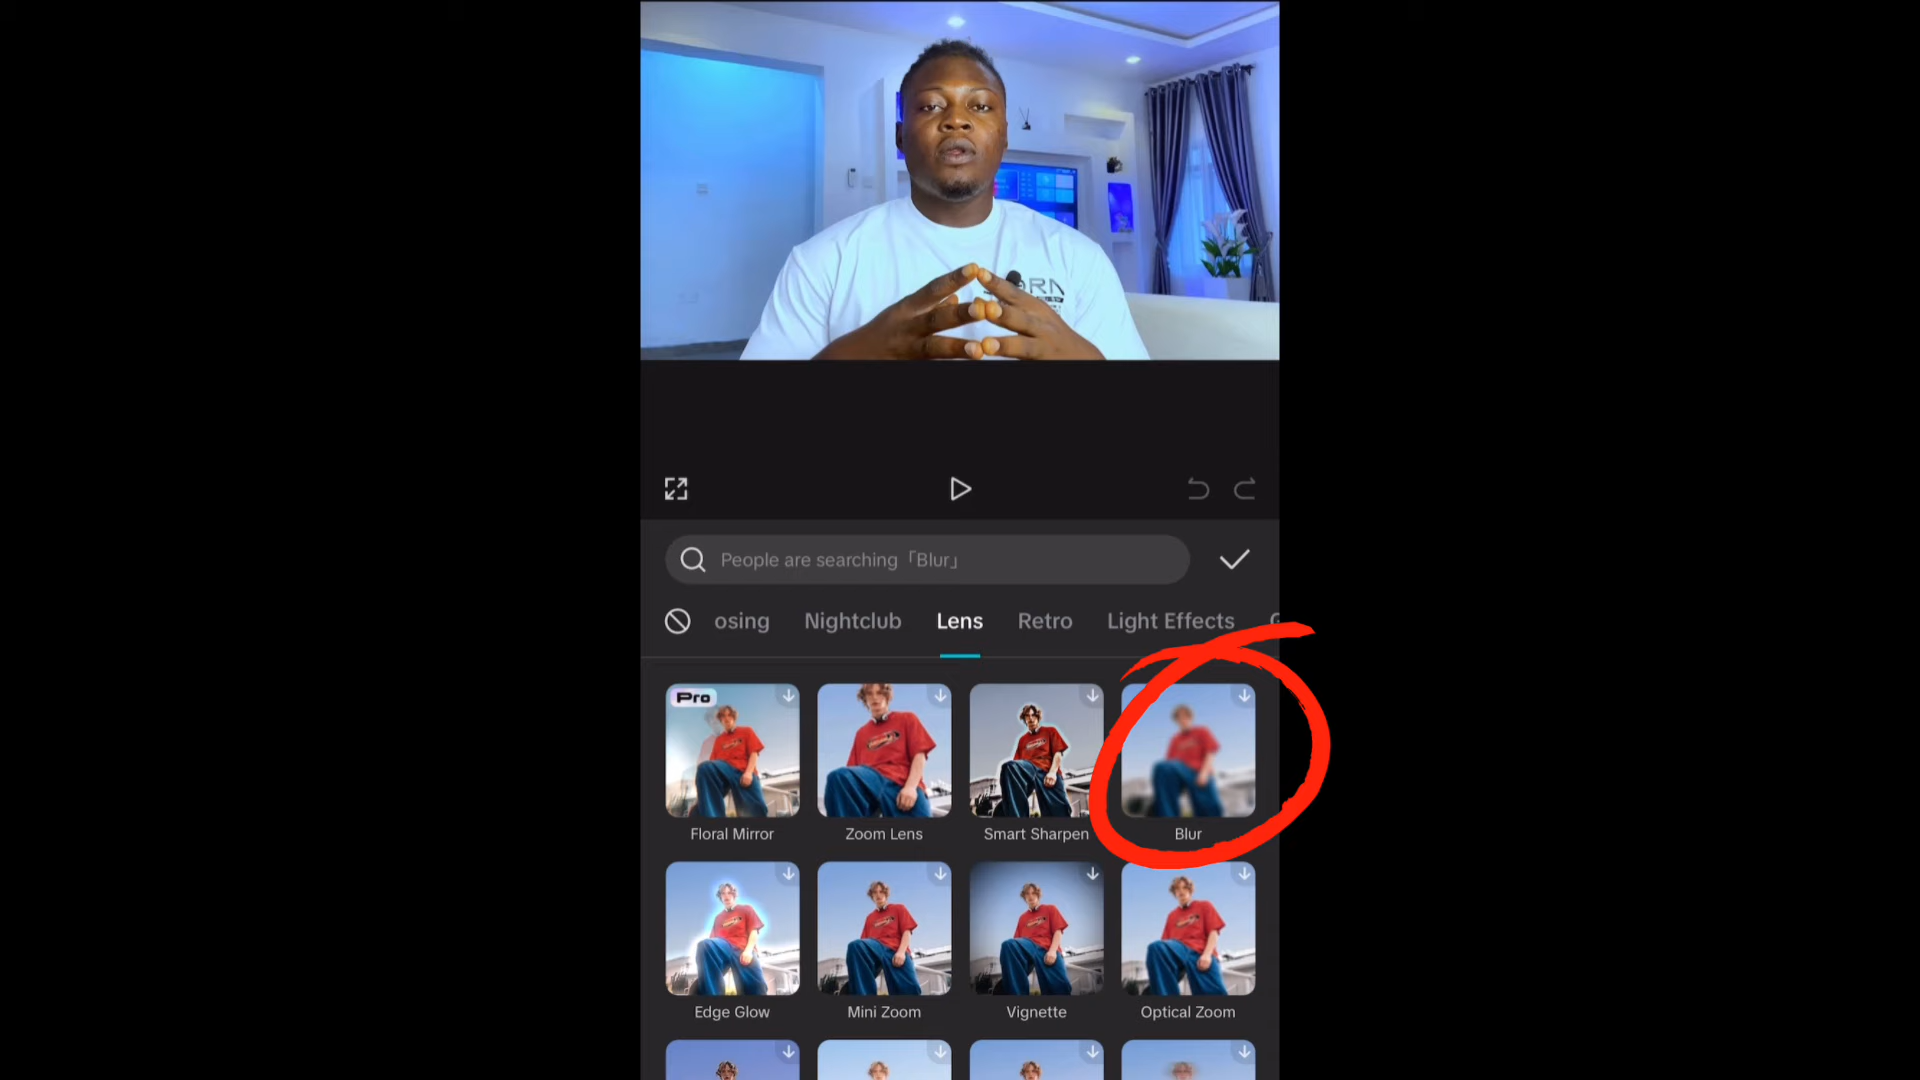 People are searching「Blur」
osing Nightclub Lens Retro Light Effects
Pro
Floral Mirror Zoom Lens Smart Sharpen Blur
Edge Glow Mini Zoom Vignette Optical Zoom